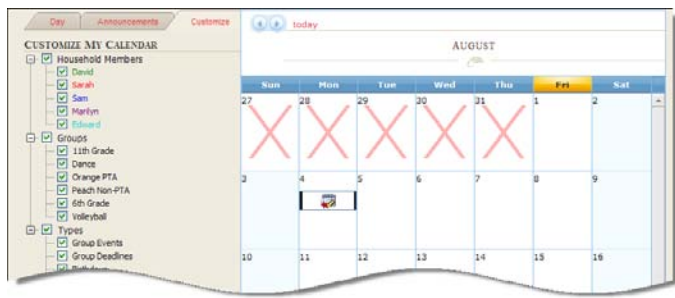 Day Announcements Customize
CUSTOMIZE MY CALENDAR
Household Members
David
Sarah
Sam
Marilyn
Edward
Groups
11th Grade
Dance
Orange PTA
Peach Non-PTA
6th Grade
Volleyball
Types
Group Events
Group Deadlines
today
AUGUST
Sun Mon Tue Wed Thu Fri Sat
27 28 29 30 31 1 2
3 4 5 6 7 8 9
10 11 12 13 14 15 16